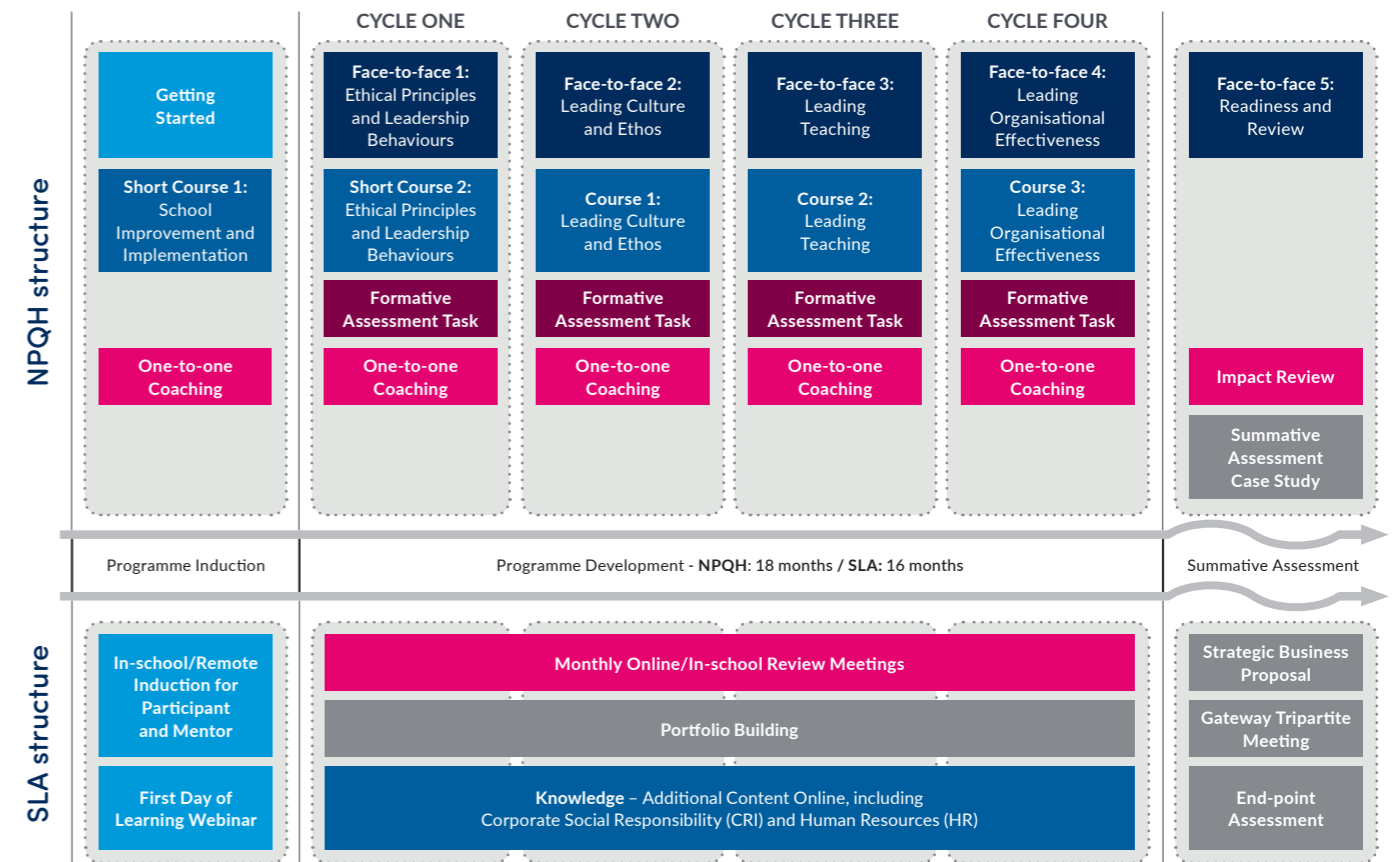 CYCLE ONE
CYCLE TWO
CYCLE THREE
CYCLE FOUR
NPQH structure
Getting
Started
Short Course 1:
School
Improvement and
Implementation
One-to-one
Coaching
Face-to-face 1:
Ethical Principles
and Leadership
Behaviours
Short Course 2:
Ethical Principles
and Leadership
Behaviours
Formative
Assessment Task
One-to-one
Coaching
Face-to-face 2:
Leading Culture
and Ethos
Course 1:
Leading Culture
and Ethos
Formative
Assessment Task
One-to-one
Coaching
Face-to-face 3:
Leading
Teaching
Course 2:
Leading
Teaching
Formative
Assessment Task
One-to-one
Coaching
Face-to-face 4:
Leading
Organisational
Effectiveness
Course 3:
Leading
Organisational
Effectiveness
Formative
Assessment Task
One-to-one
Coaching
Face-to-face 5:
Readiness and
Review
Impact Review
Summative
Assessment
Case Study
Programme Induction
Programme Development - NPQH: 18 months / SLA: 16 months
Summative Assessment
SLA structure
In-school/Remote
Induction for
Participant
and Mentor
First Day of
Learning Webinar
Monthly Online/In-school Review Meetings
Portfolio Building
Knowledge – Additional Content Online, including
Corporate Social Responsibility (CRI) and Human Resources (HR)
Strategic Business
Proposal
Gateway Tripartite
Meeting
End-point
Assessment